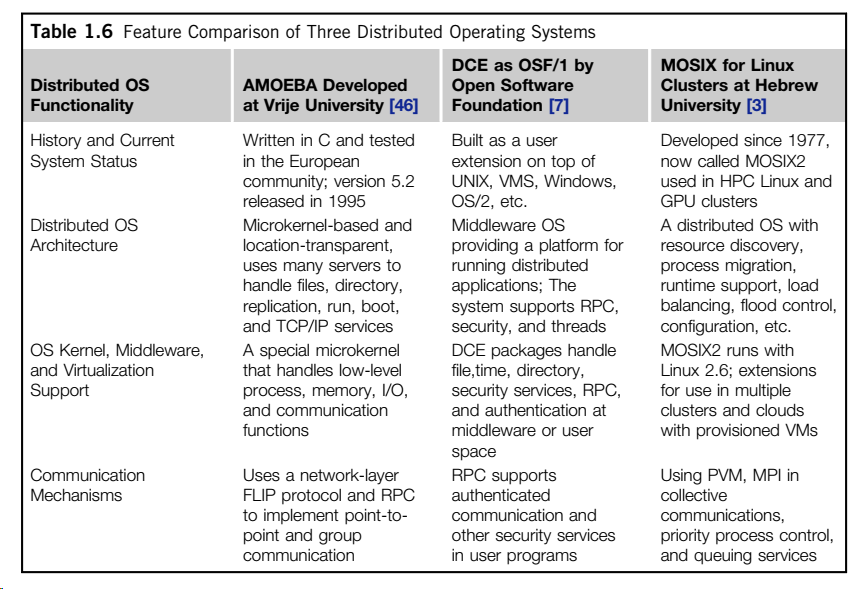 Table 1.6 Feature Comparison of Three Distributed Operating Systems
Distributed OS
Functionality
AMOEBA Developed
at Vrije University [46]
DCE as OSF/1 by
Open Software
Foundation [7]
MOSIX for Linux
Clusters at Hebrew
University [3]
History and Current
System Status
Written in C and tested
in the European
community; version 5.2
released in 1995
Built as a user
extension on top of
UNIX, VMS, Windows,
OS/2, etc.
Developed since 1977,
now called MOSIX2
used in HPC Linux and
GPU clusters
Distributed OS
Architecture
Microkernel-based and
location-transparent,
uses many servers to
handle files, directory,
replication, run, boot,
and TCP/IP services
Middleware OS
providing a platform for
running distributed
applications; The
system supports RPC,
security, and threads
A distributed OS with
resource discovery,
process migration,
runtime support, load
balancing, flood control,
configuration, etc.
OS Kernel, Middleware,
and Virtualization
Support
A special microkernel
that handles low-level
process, memory, I/O,
and communication
functions
DCE packages handle
file,time, directory,
security services, RPC,
and authentication at
middleware or user
space
MOSIX2 runs with
Linux 2.6; extensions
for use in multiple
clusters and clouds
with provisioned VMs
Communication
Mechanisms
Uses a network-layer
FLIP protocol and RPC
to implement point-to-
point and group
communication
RPC supports
authenticated
communication and
other security services
in user programs
Using PVM, MPI in
collective
communications,
priority process control,
and queuing services